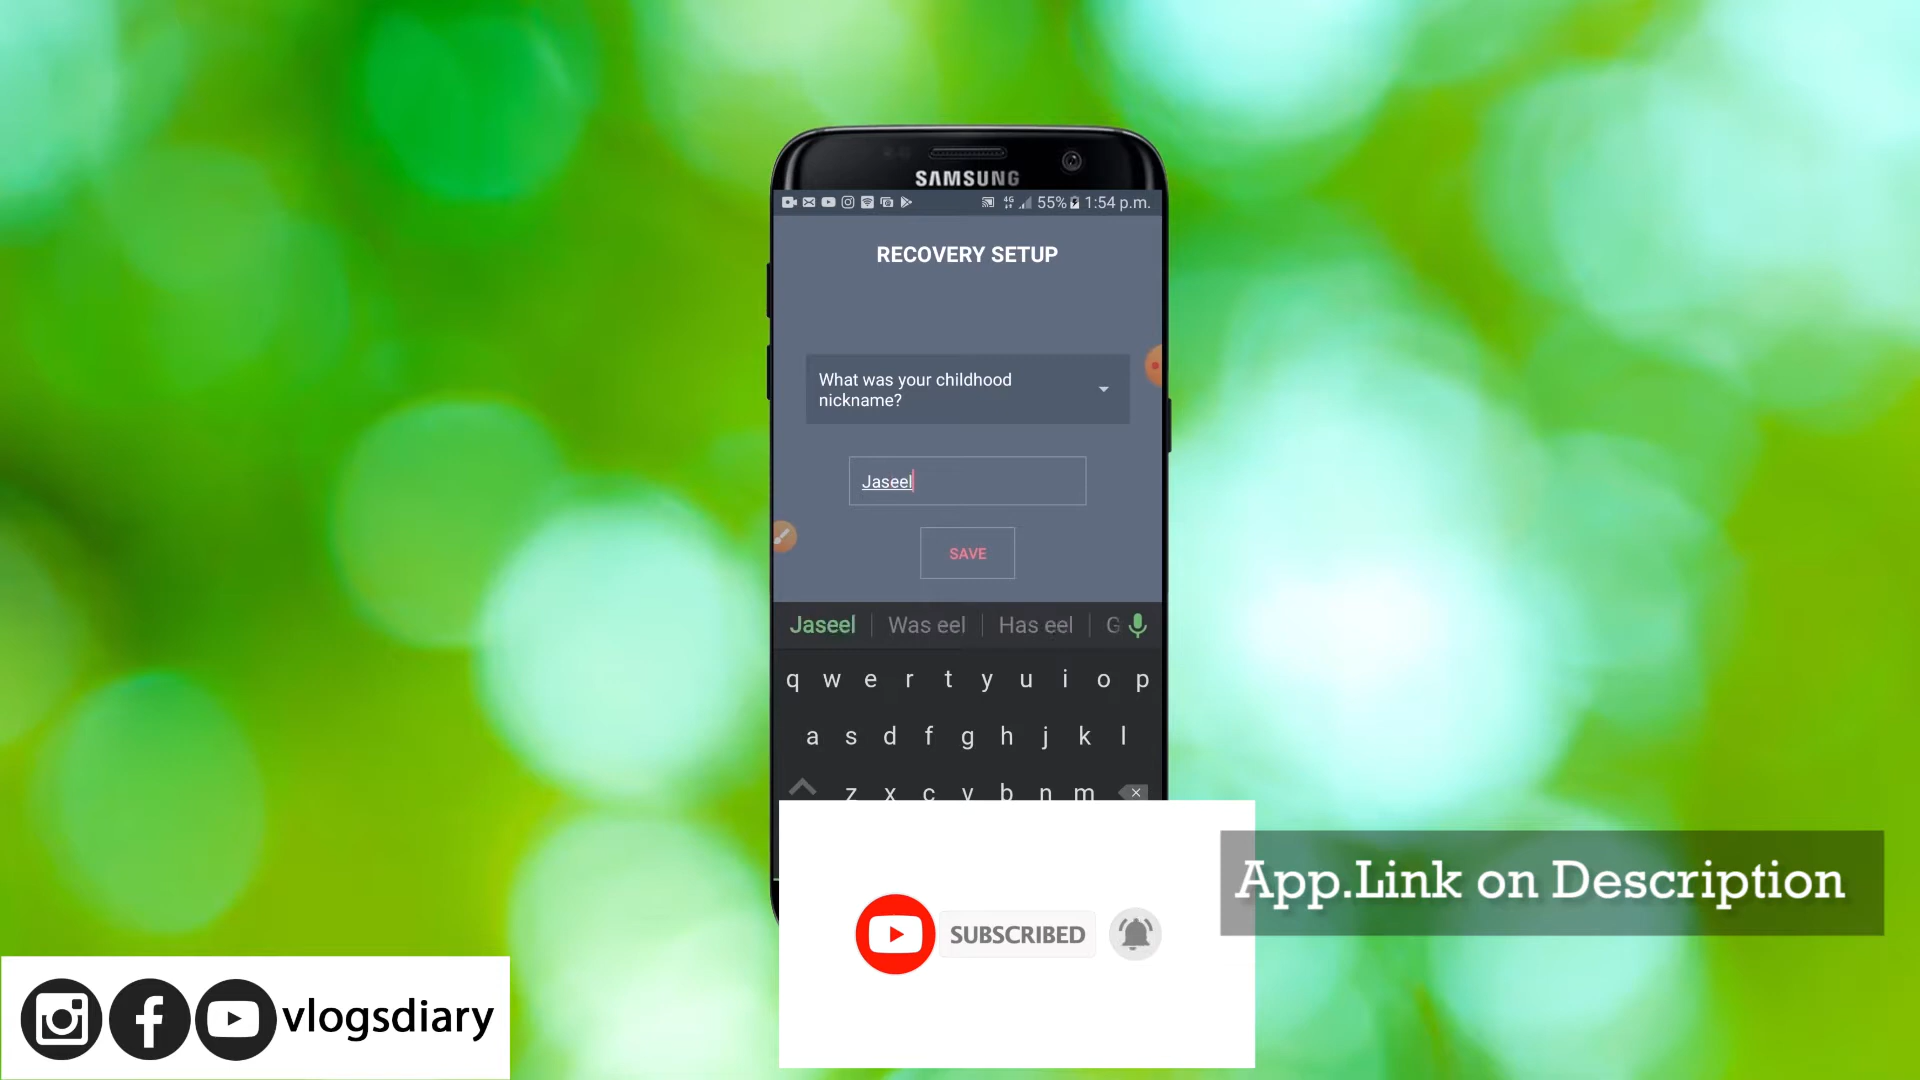 SAMSUNG
4G 55% 1:54 p.m.
RECOVERY SETUP
What was your childhood
nickname?
Jaseel
SAVE
Jaseel Was eel Has eel G
q w e r t y u i o p
a s d f g h j k l
z x c v b n m
App.Link on Description
SUBSCRIBED
vlogsdiary